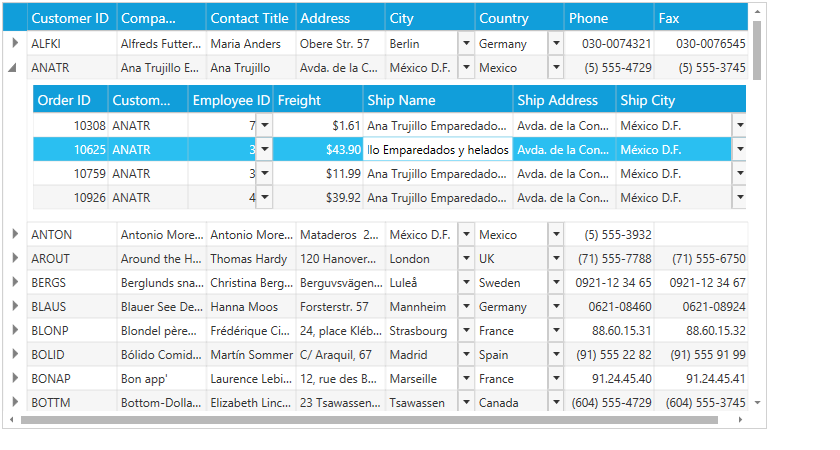 Customer ID Compa... Contact Title Address City Country Phone Fax
ALFKI Alfreds Futter... Maria Anders Obere Str. 57 Berlin Germany 030-0074321 030-0076545
ANATR Ana Trujillo E... Ana Trujillo Avda. de la C... México D.F. Mexico (5) 555-4729 (5) 555-3745
Order ID Custom... Employee ID Freight Ship Name Ship Address Ship City
10308 ANATR 7 $1.61 Ana Trujillo Emparedado... Avda. de la Con... México D.F.
10625 ANATR 3 $43.90 llo Emparedados y helados Avda. de la Con... México D.F.
10759 ANATR 3 $11.99 Ana Trujillo Emparedado... Avda. de la Con... México D.F.
10926 ANATR 4 $39.92 Ana Trujillo Emparedado... Avda. de la Con... México D.F.
ANTON Antonio More... Antonio More... Mataderos 2... México D.F. Mexico (5) 555-3932
AROUT Around the H... Thomas Hardy 120 Hanover... London UK (71) 555-7788 (71) 555-6750
BERGS Berglunds sna... Christina Berg... Berguvsvägen... Luleå Sweden 0921-12 34 65 0921-12 34 67
BLAUS Blauer See De... Hanna Moos Forsterstr. 57 Mannheim Germany 0621-08460 0621-08924
BLONP Blondel père... Frédérique Ci... 24, place Kléb... Strasbourg France 88.60.15.31 88.60.15.32
BOLID Bólido Comid... Martín Sommer C/ Araquil, 67 Madrid Spain (91) 555 22 82 (91) 555 91 99
BONAP Bon app' Laurence Lebi... 12, rue des B... Marseille France 91.24.45.40 91.24.45.41
BOTTM Bottom-Dolla... Elizabeth Linc... 23 Tsawassen... Tsawassen Canada (604) 555-4729 (604) 555-3745